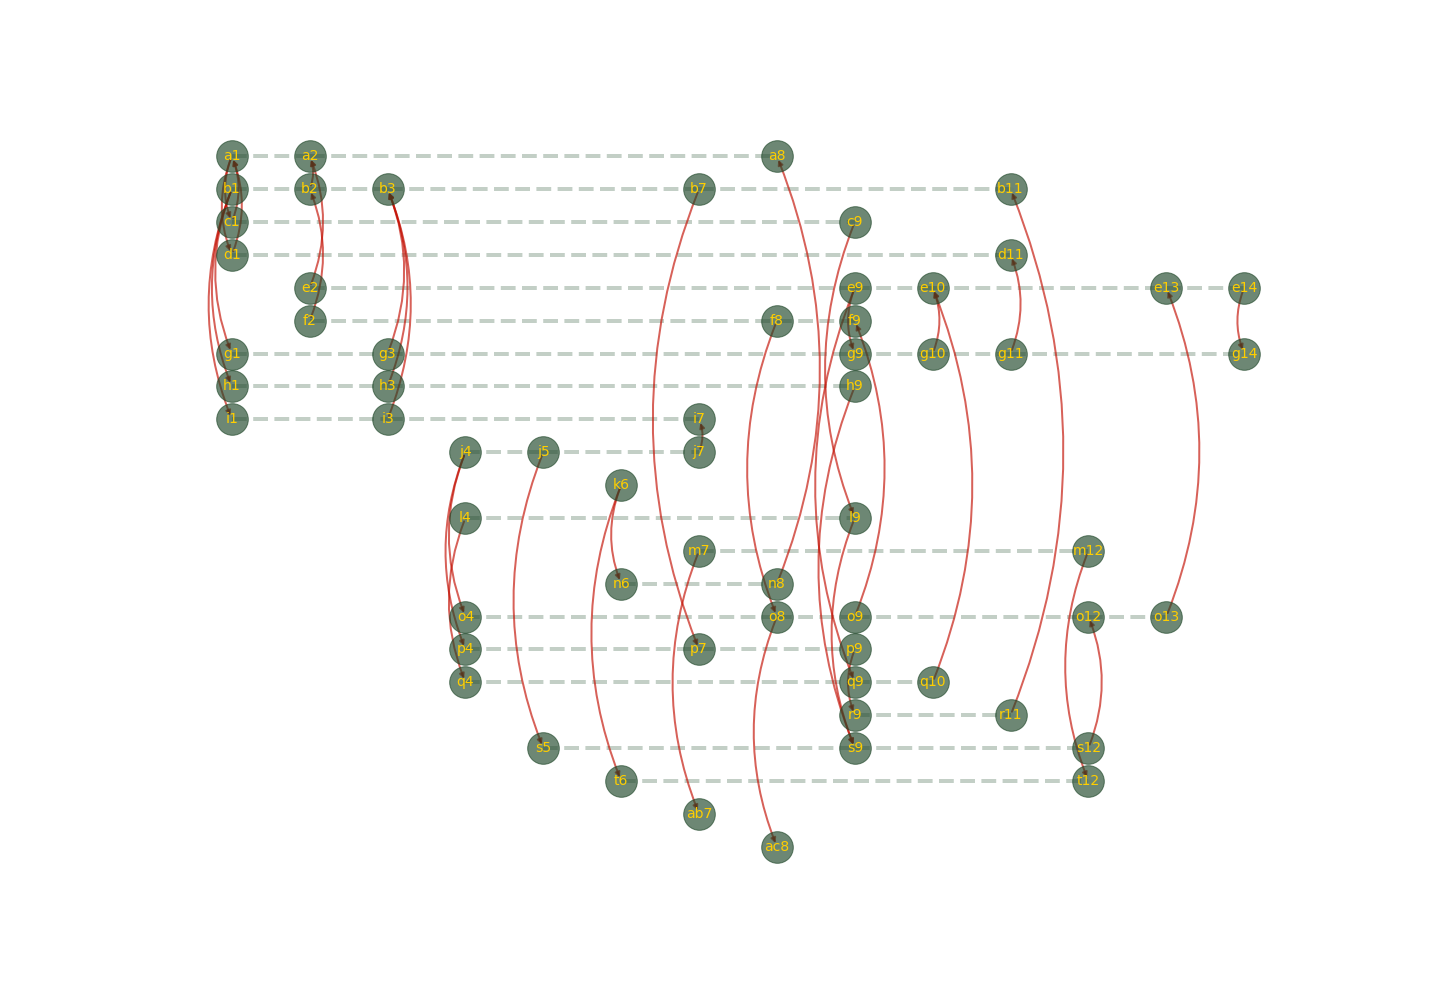 a1 a2 a8
b1 b2 b3 b7 b11
c1 c9
d1 d11
e2 e9 e10 e13 e14
f2 f8 f9
g1 g3 g9 g10 g11 g14
h1 h3 h9
i1 i3 i7
j4 j5 j7
k6
l4 l9
m7 m12
n6 n8
o4 o8 o9 o12 o13
p4 p7 p9
q4 q9 q10
r9 r11
s5 s9 s12
t6 t12
ab7
ac8